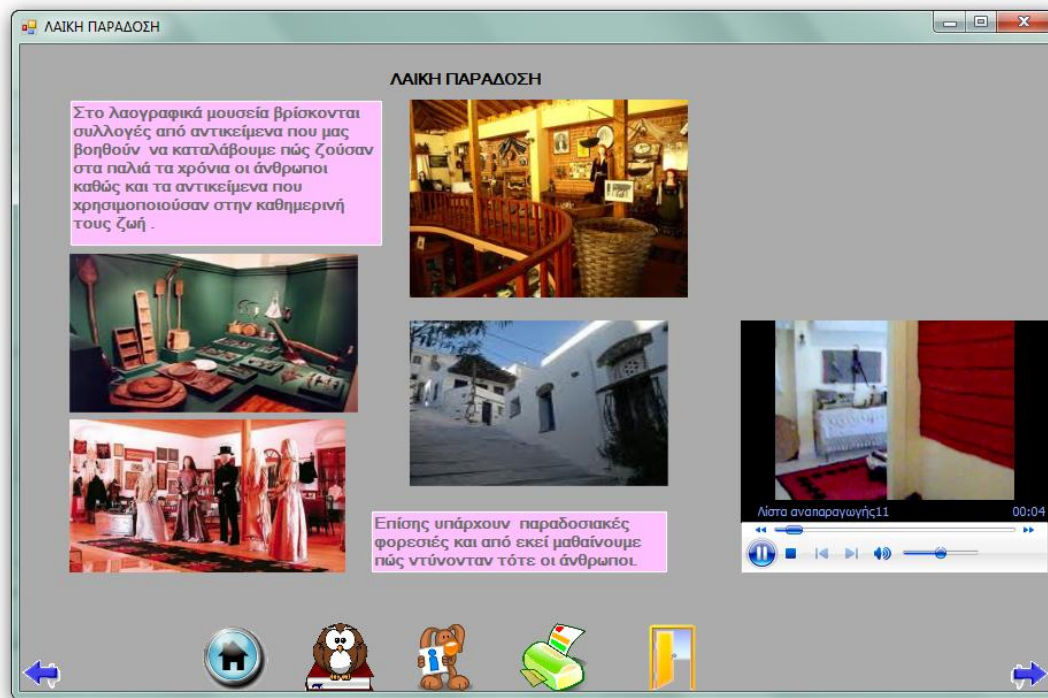 ΛΑΙΚΗ ΠΑΡΑΔΟΣΗ
ΛΑΙΚΗ ΠΑΡΑΔΟΣΗ
Στο λαογραφικά μουσεία βρίσκονται
συλλογές από αντικείμενα που μας
βοηθούν να καταλάβουμε πώς ζούσαν
στα παλιά τα χρόνια οι άνθρωποι
καθώς και τα αντικείμενα που
χρησιμοποιούσαν στην καθημερινή
τους ζωή .
Επίσης υπάρχουν παραδοσιακές
φορεσιές και από εκεί μαθαίνουμε
πώς ντύνονταν τότε οι άνθρωποι.
Λίστα αναπαραγωγής11 00:04